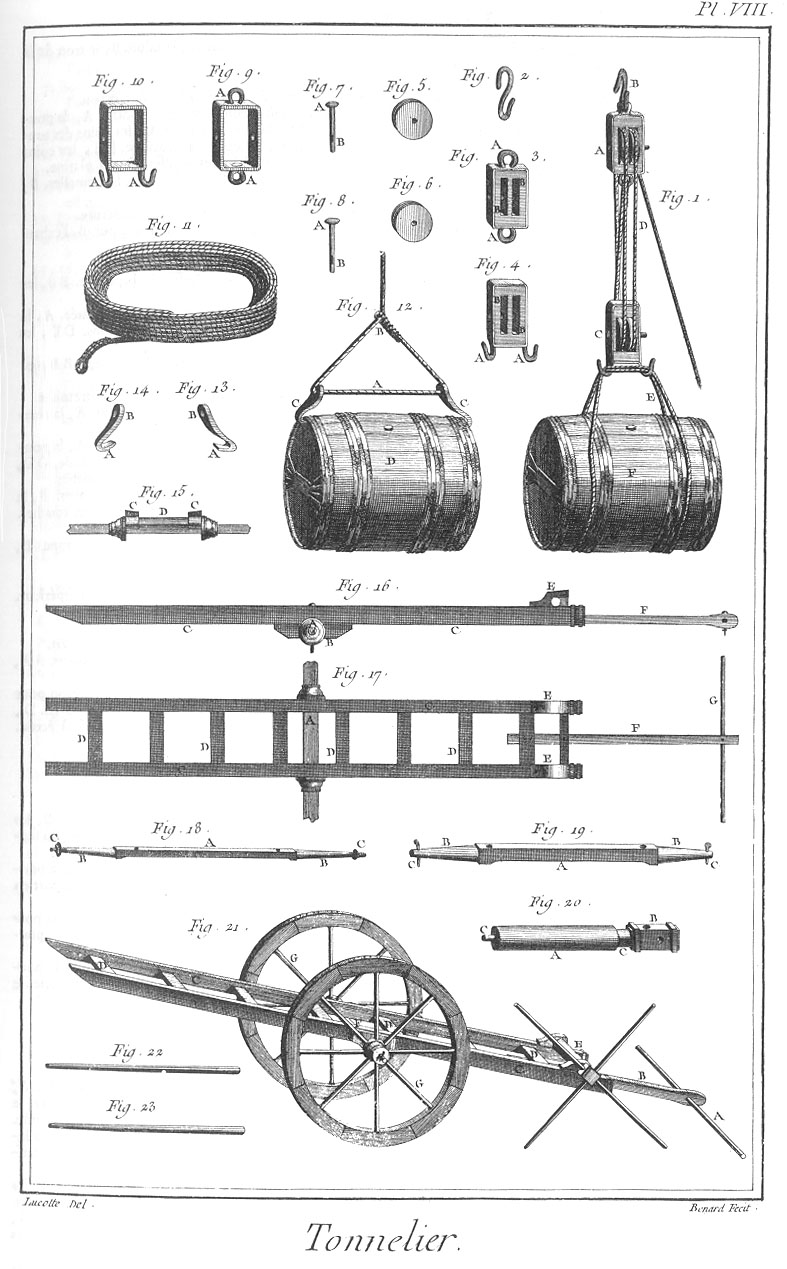 Pl. VIII.
Fig. 10.
A A
Fig. 9.
A
A
Fig. 7.
A
B
Fig. 5.
Fig. 2.
B
A
C
D
E
F
Fig. 1.
Fig. 3.
A
B
B
A
Fig. 8.
A
B
Fig. 6.
Fig. 4.
B
B
A A
Fig. 11.
Fig. 12.
B
A
C C
D
Fig. 14.
B
A
Fig. 13.
B
A
Fig. 15.
C D C
Fig. 16.
E
F
A
B
C C
Fig. 17.
C E
G
A
F
D D D D
C E
Fig. 18.
C A C
B B
Fig. 19.
B B
C A C
Fig. 20.
B
C
A C
Fig. 21.
G
D C
F D
E
D
C
B
G
A
Fig. 22.
Fig. 23.
Lucotte Del.
Benard Fecit.
Tonnelier.